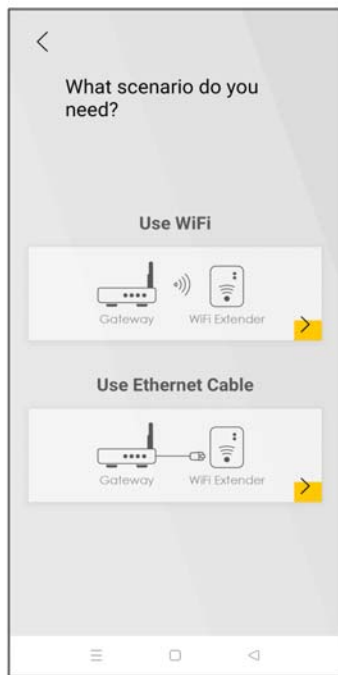 What scenario do you
need?
Use WiFi
Gateway WiFi Extender
Use Ethernet Cable
Gateway WiFi Extender